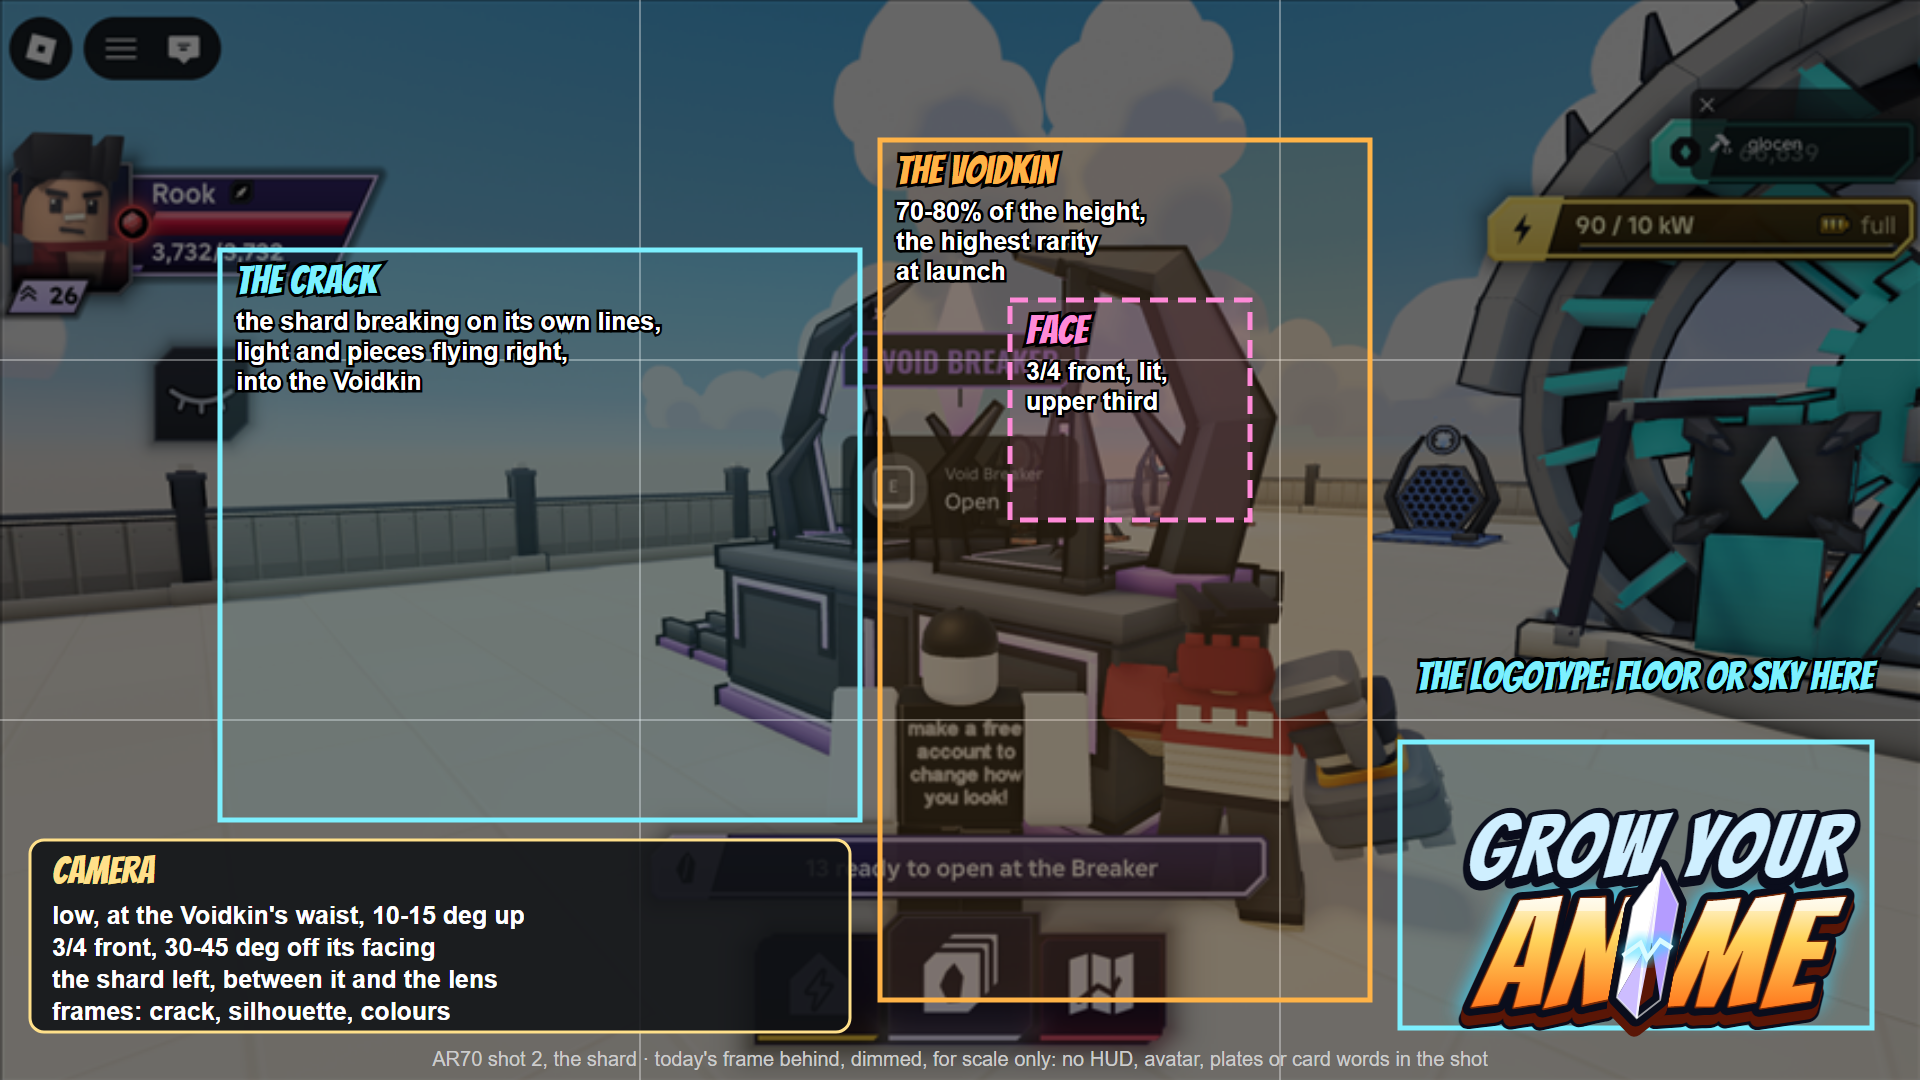 glocen
68,639
Rook
3,732/3,732
26
90 / 10 kW
full
THE VOIDKIN
70-80% of the height,
the highest rarity
at launch
THE CRACK
the shard breaking on its own lines,
light and pieces flying right,
into the Voidkin
FACE
3/4 front, lit,
upper third
VOID BREAKER
E
Void Breaker
Open
THE LOGOTYPE: FLOOR OR SKY HERE
make a free
account to
change how
you look!
13 ready to open at the Breaker
CAMERA
low, at the Voidkin's waist, 10-15 deg up
3/4 front, 30-45 deg off its facing
the shard left, between it and the lens
frames: crack, silhouette, colours
GROW YOUR
ANIME
AR70 shot 2, the shard · today's frame behind, dimmed, for scale only: no HUD, avatar, plates or card words in the shot